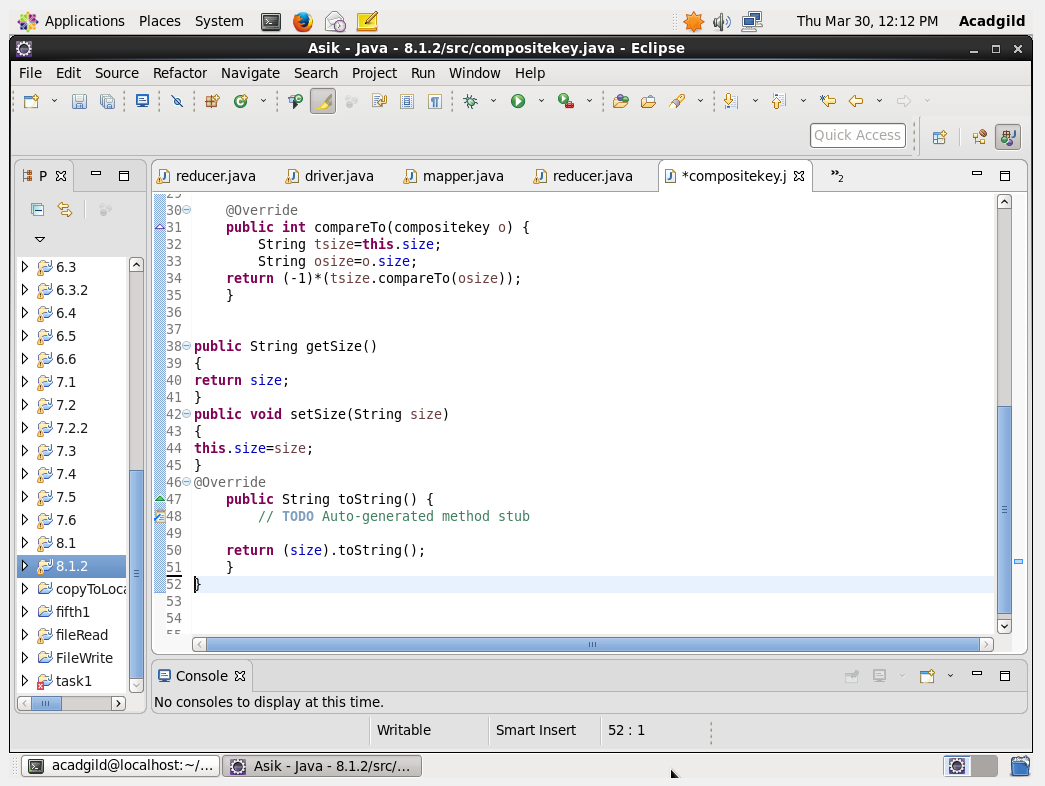 Applications Places System Thu Mar 30, 12:12 PM Acadgild
Asik - Java - 8.1.2/src/compositekey.java - Eclipse
File Edit Source Refactor Navigate Search Project Run Window Help
Quick Access
P
reducer.java driver.java mapper.java reducer.java *compositekey.j »2
6.3
6.3.2
6.4
6.5
6.6
7.1
7.2
7.2.2
7.3
7.4
7.5
7.6
8.1
8.1.2
copyToLoca
fifth1
fileRead
FileWrite
task1
29
30 @Override
31 public int compareTo(compositekey o) {
32 String tsize=this.size;
33 String osize=o.size;
34 return (-1)*(tsize.compareTo(osize));
35 }
36
37
38 public String getSize()
39 {
40 return size;
41 }
42 public void setSize(String size)
43 {
44 this.size=size;
45 }
46 @Override
47 public String toString() {
48 // TODO Auto-generated method stub
49
50 return (size).toString();
51 }
52 }
53
54
55
Console
No consoles to display at this time.
Writable Smart Insert 52 : 1
acadgild@localhost:~/... Asik - Java - 8.1.2/src/...